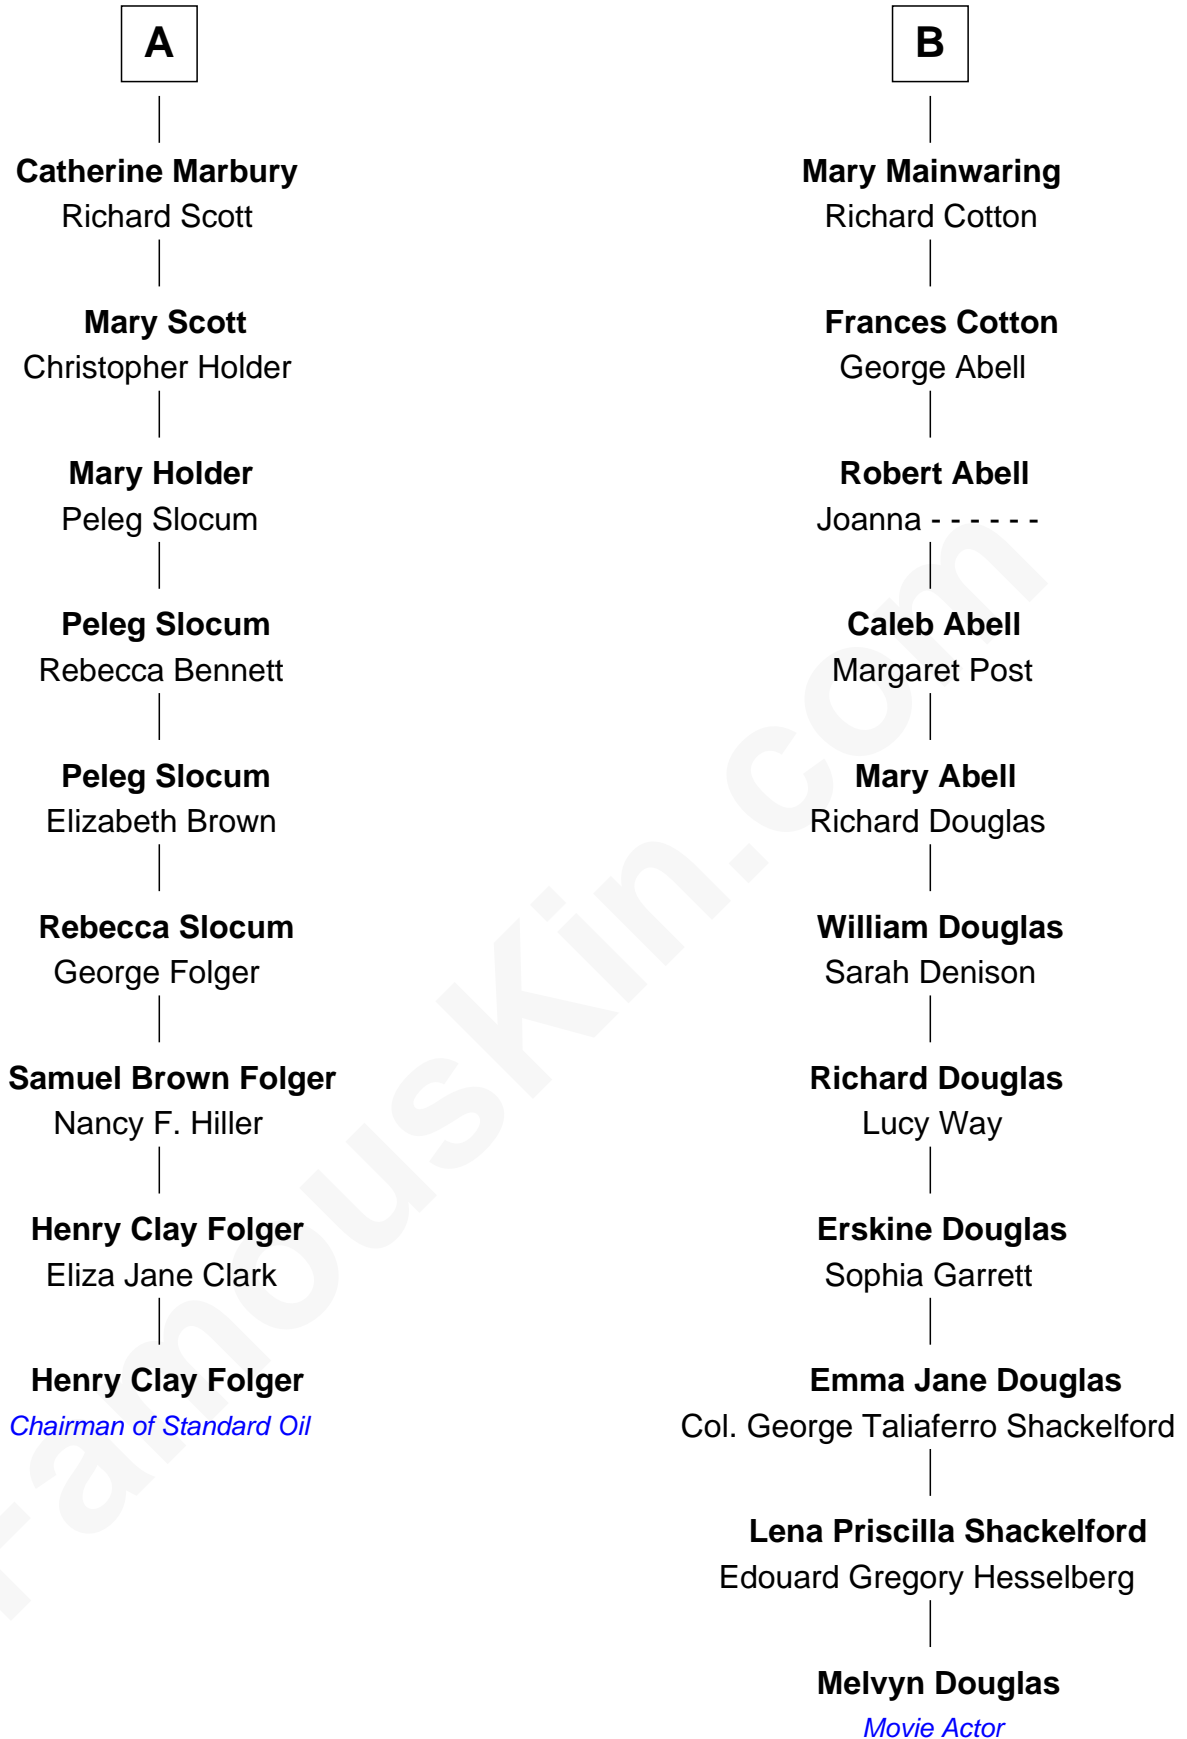 A
Catherine Marbury
Richard Scott
Mary Scott
Christopher Holder
Mary Holder
Peleg Slocum
Peleg Slocum
Rebecca Bennett
Peleg Slocum
Elizabeth Brown
Rebecca Slocum
George Folger
Samuel Brown Folger
Nancy F. Hiller
Henry Clay Folger
Eliza Jane Clark
Henry Clay Folger
Chairman of Standard Oil
B
Mary Mainwaring
Richard Cotton
Frances Cotton
George Abell
Robert Abell
Joanna - - - - - -
Caleb Abell
Margaret Post
Mary Abell
Richard Douglas
William Douglas
Sarah Denison
Richard Douglas
Lucy Way
Erskine Douglas
Sophia Garrett
Emma Jane Douglas
Col. George Taliaferro Shackelford
Lena Priscilla Shackelford
Edouard Gregory Hesselberg
Melvyn Douglas
Movie Actor
FamousKin.com